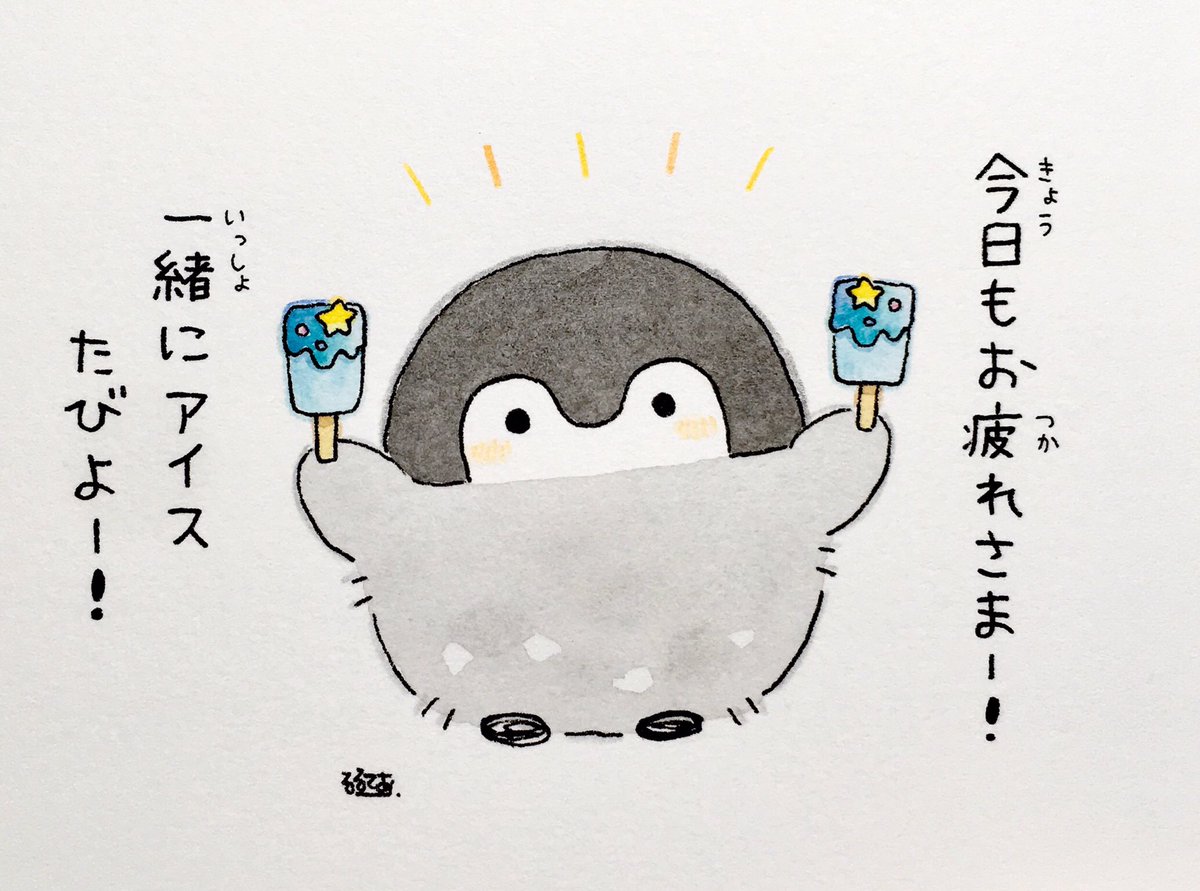 今日もお疲れさまー!
きょう
つか
一緒にアイス
いっしょ
たびよー!
るるてあ.